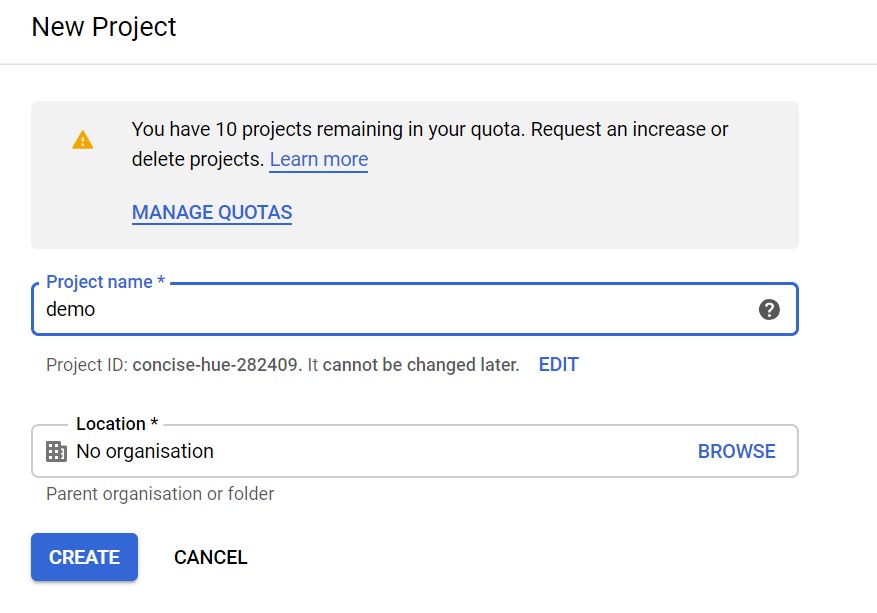 New Project
You have 10 projects remaining in your quota. Request an increase or
delete projects. Learn more
MANAGE QUOTAS
Project name *
demo
Project ID: concise-hue-282409. It cannot be changed later. EDIT
Location *
No organisation BROWSE
Parent organisation or folder
CREATE CANCEL